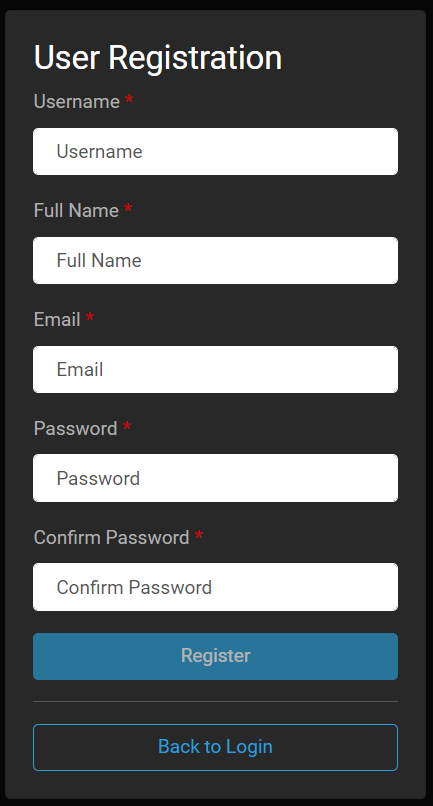 User Registration
Username *
Username
Full Name *
Full Name
Email *
Email
Password *
Password
Confirm Password *
Confirm Password
Register
Back to Login